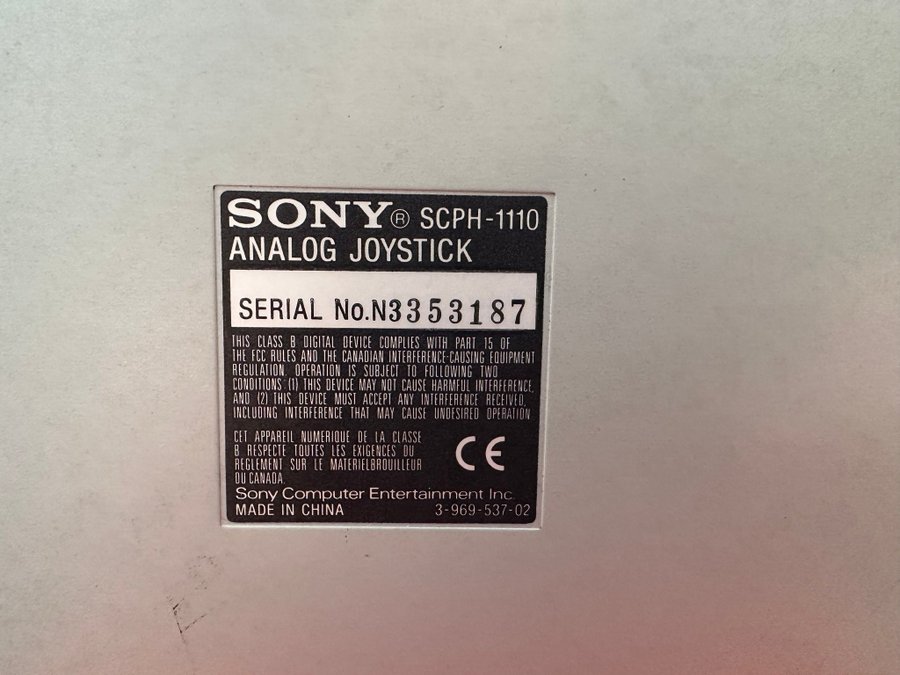 SONY® SCPH-1110
ANALOG JOYSTICK
SERIAL No.N3353187
THIS CLASS B DIGITAL DEVICE COMPLIES WITH PART 15 OF
THE FCC RULES AND THE CANADIAN INTERFERENCE-CAUSING EQUIPMENT
REGULATION. OPERATION IS SUBJECT TO FOLLOWING TWO
CONDITIONS:(1) THIS DEVICE MAY NOT CAUSE HARMFUL INTERFERENCE,
AND (2) THIS DEVICE MUST ACCEPT ANY INTERFERENCE RECEIVED,
INCLUDING INTERFERENCE THAT MAY CAUSE UNDESIRED OPERATION
CET APPAREIL NUMERIQUE DE LA CLASSE
B RESPECTE TOUTES LES EXIGENCES DU
REGLEMENT SUR LE MATERIELBROUILLEUR
DU CANADA.
CE
Sony Computer Entertainment Inc.
MADE IN CHINA 3-969-537-02